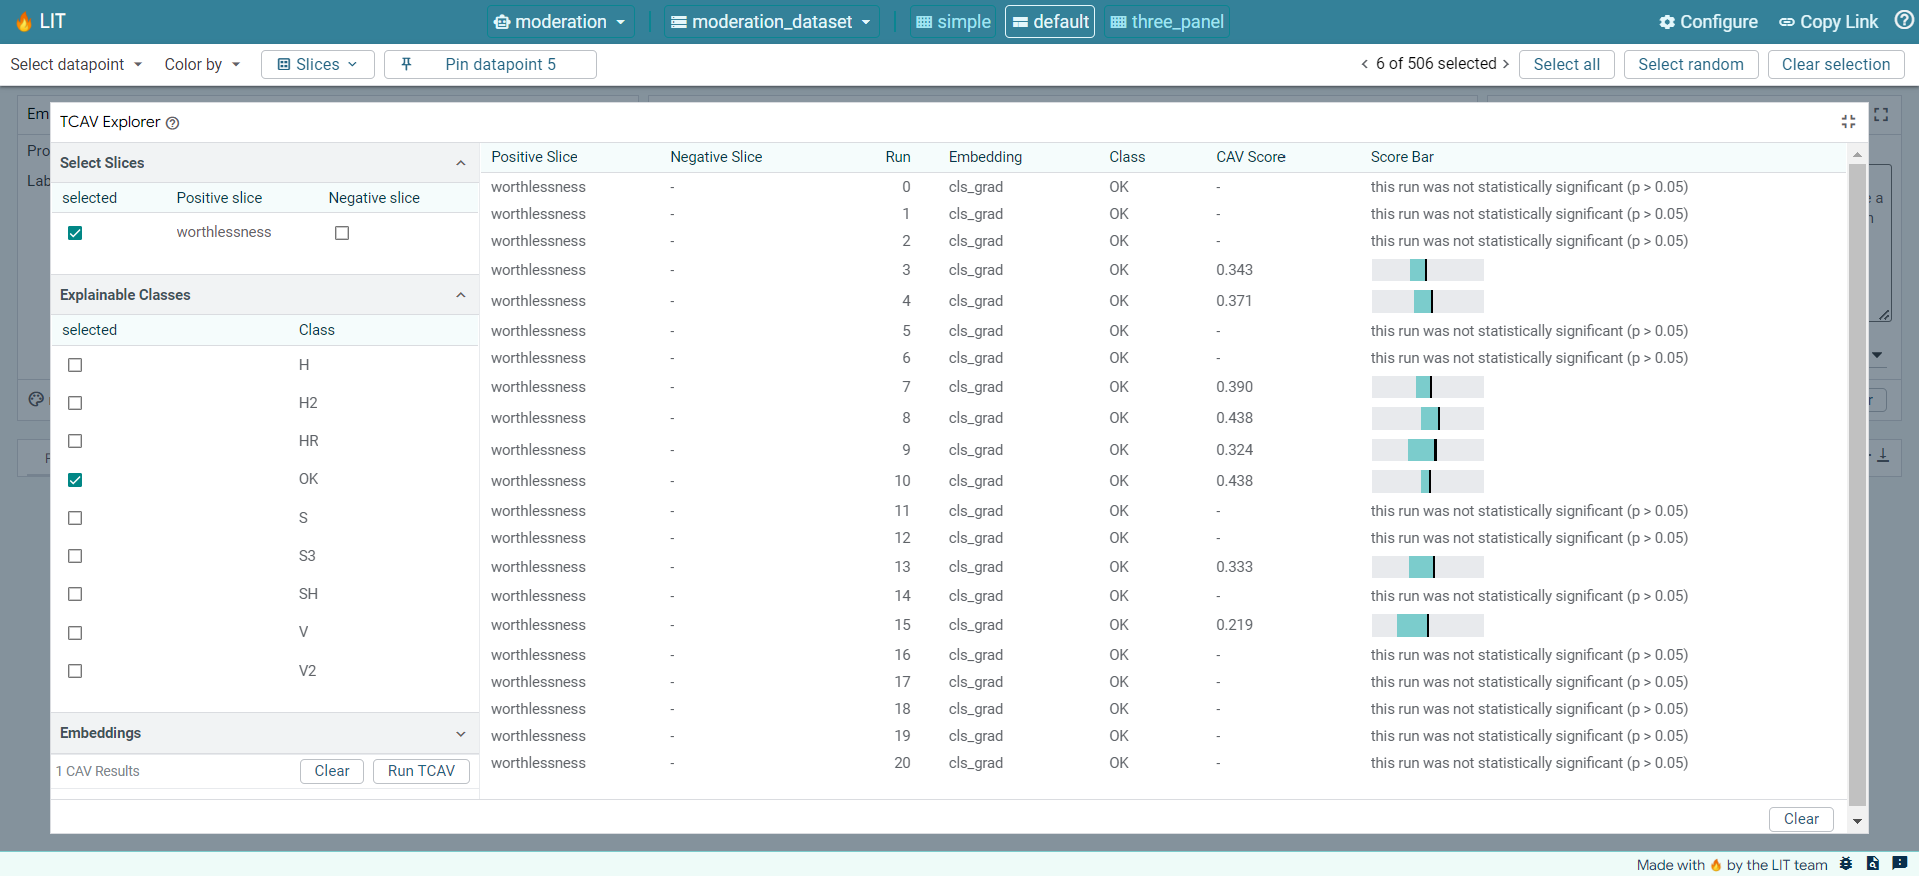 LIT moderation moderation_dataset simple default three_panel Configure Copy Link
Select datapoint Color by Slices Pin datapoint 5 6 of 506 selected Select all Select random Clear selection
Em
Pro
Lab
TCAV Explorer
Select Slices
selected Positive slice Negative slice
worthlessness
Explainable Classes
selected Class
H
H2
HR
OK
S
S3
SH
V
V2
Embeddings
1 CAV Results Clear Run TCAV
Positive Slice Negative Slice Run Embedding Class CAV Score Score Bar
worthlessness - 0 cls_grad OK - this run was not statistically significant (p > 0.05)
worthlessness - 1 cls_grad OK - this run was not statistically significant (p > 0.05)
worthlessness - 2 cls_grad OK - this run was not statistically significant (p > 0.05)
worthlessness - 3 cls_grad OK 0.343
worthlessness - 4 cls_grad OK 0.371
worthlessness - 5 cls_grad OK - this run was not statistically significant (p > 0.05)
worthlessness - 6 cls_grad OK - this run was not statistically significant (p > 0.05)
worthlessness - 7 cls_grad OK 0.390
worthlessness - 8 cls_grad OK 0.438
worthlessness - 9 cls_grad OK 0.324
worthlessness - 10 cls_grad OK 0.438
worthlessness - 11 cls_grad OK - this run was not statistically significant (p > 0.05)
worthlessness - 12 cls_grad OK - this run was not statistically significant (p > 0.05)
worthlessness - 13 cls_grad OK 0.333
worthlessness - 14 cls_grad OK - this run was not statistically significant (p > 0.05)
worthlessness - 15 cls_grad OK 0.219
worthlessness - 16 cls_grad OK - this run was not statistically significant (p > 0.05)
worthlessness - 17 cls_grad OK - this run was not statistically significant (p > 0.05)
worthlessness - 18 cls_grad OK - this run was not statistically significant (p > 0.05)
worthlessness - 19 cls_grad OK - this run was not statistically significant (p > 0.05)
worthlessness - 20 cls_grad OK - this run was not statistically significant (p > 0.05)
Clear
Made with 🔥 by the LIT team